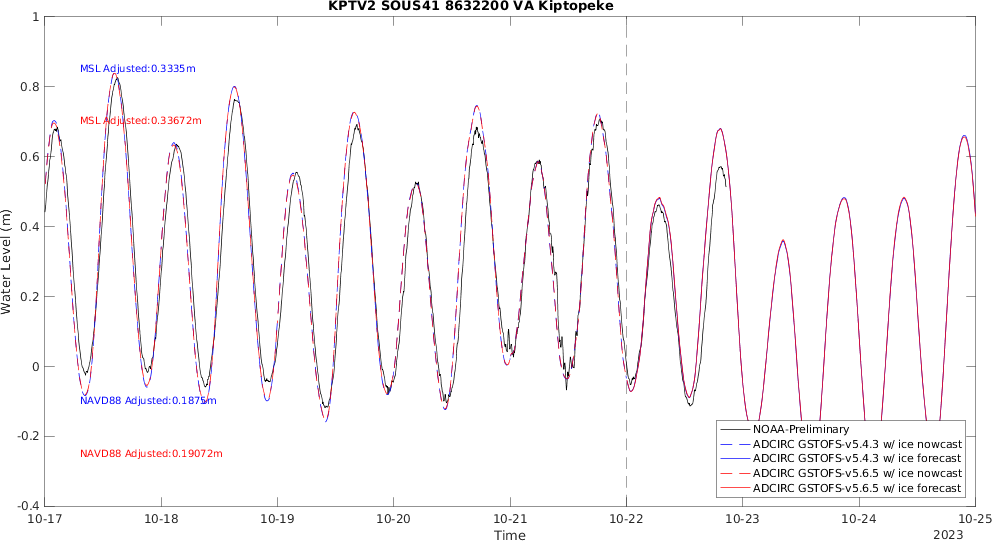 KPTV2 SOUS41 8632200 VA Kiptopeke
1
0.8
0.6
0.4
0.2
0
-0.2
-0.4
Water Level (m)
MSL Adjusted:0.3335m
MSL Adjusted:0.33672m
NAVD88 Adjusted:0.1875m
NAVD88 Adjusted:0.19072m
NOAA-Preliminary
ADCIRC GSTOFS-v5.4.3 w/ ice nowcast
ADCIRC GSTOFS-v5.4.3 w/ ice forecast
ADCIRC GSTOFS-v5.6.5 w/ ice nowcast
ADCIRC GSTOFS-v5.6.5 w/ ice forecast
10-17 10-18 10-19 10-20 10-21 10-22 10-23 10-24 10-25
Time
2023